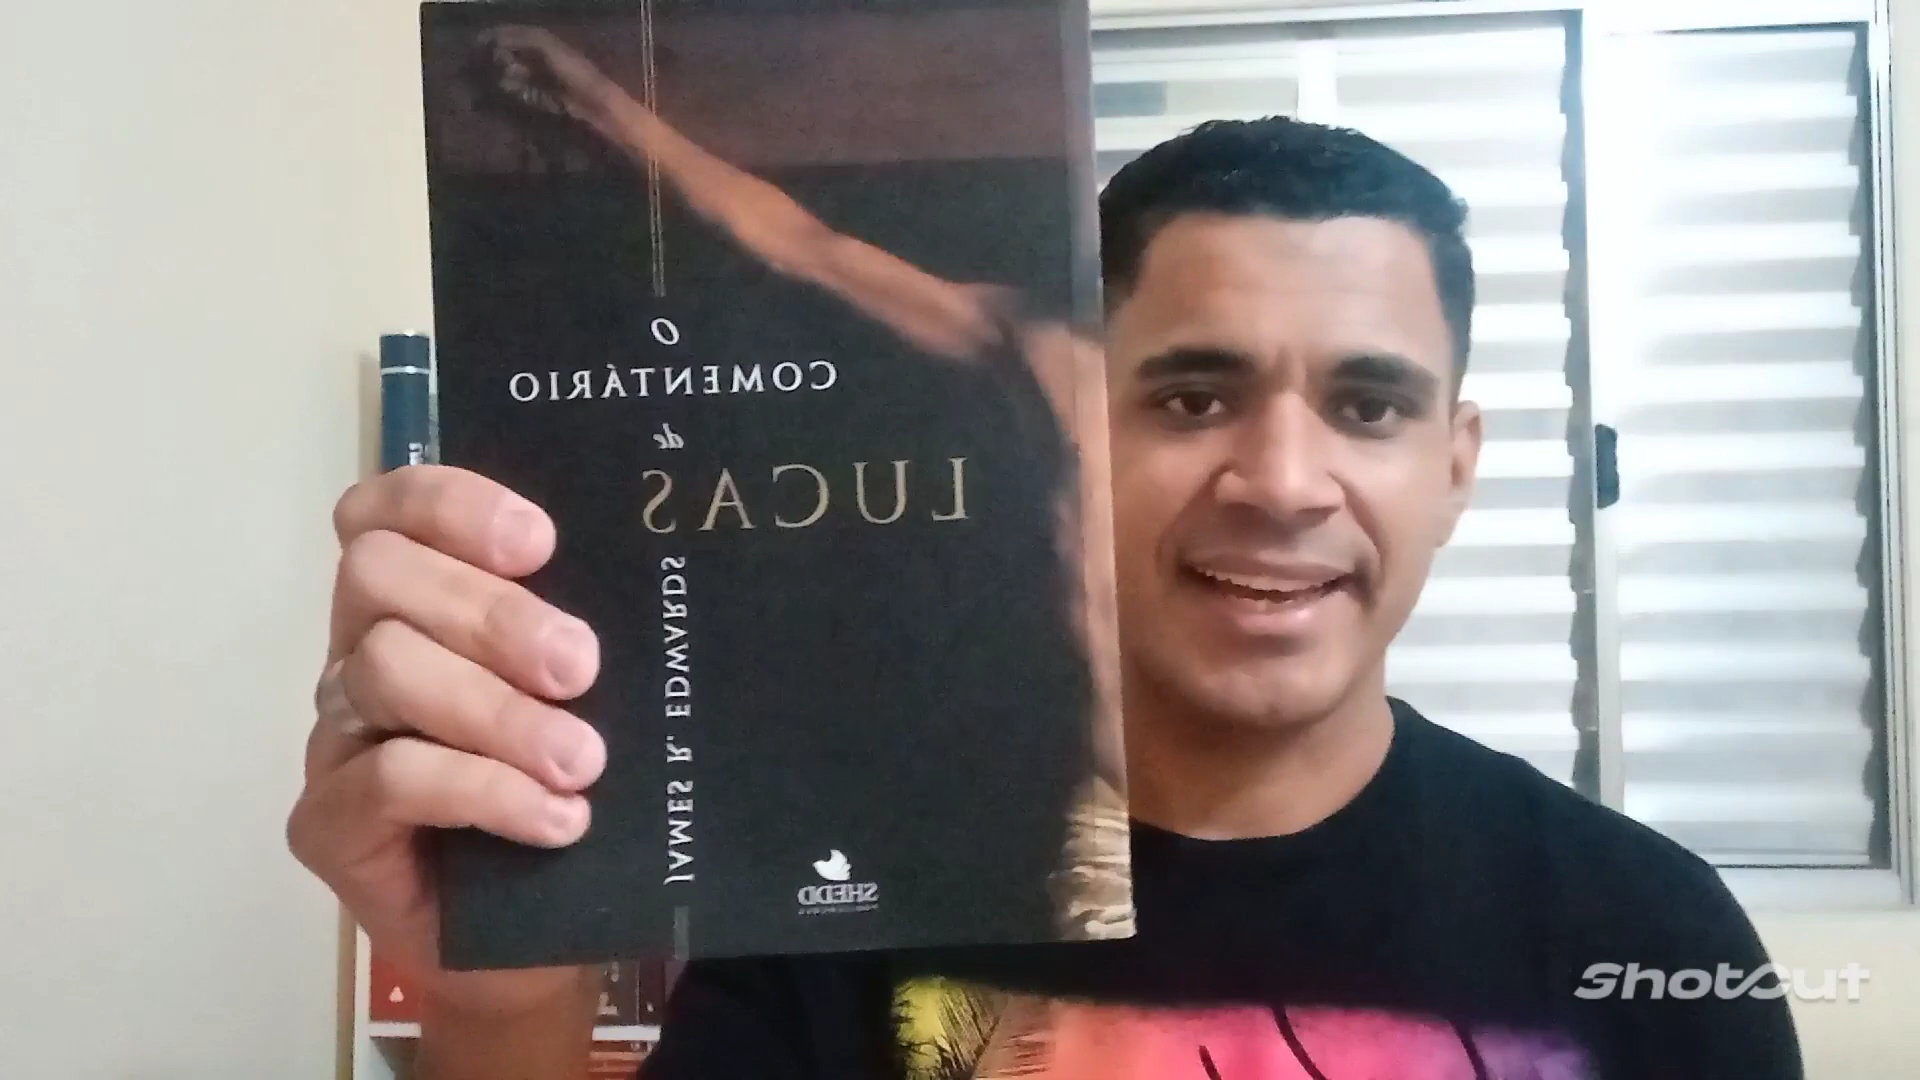 O
COMENTÁRIO
de
LUCAS
JAMES R. EDWARDS
SHEDD
ShotCut